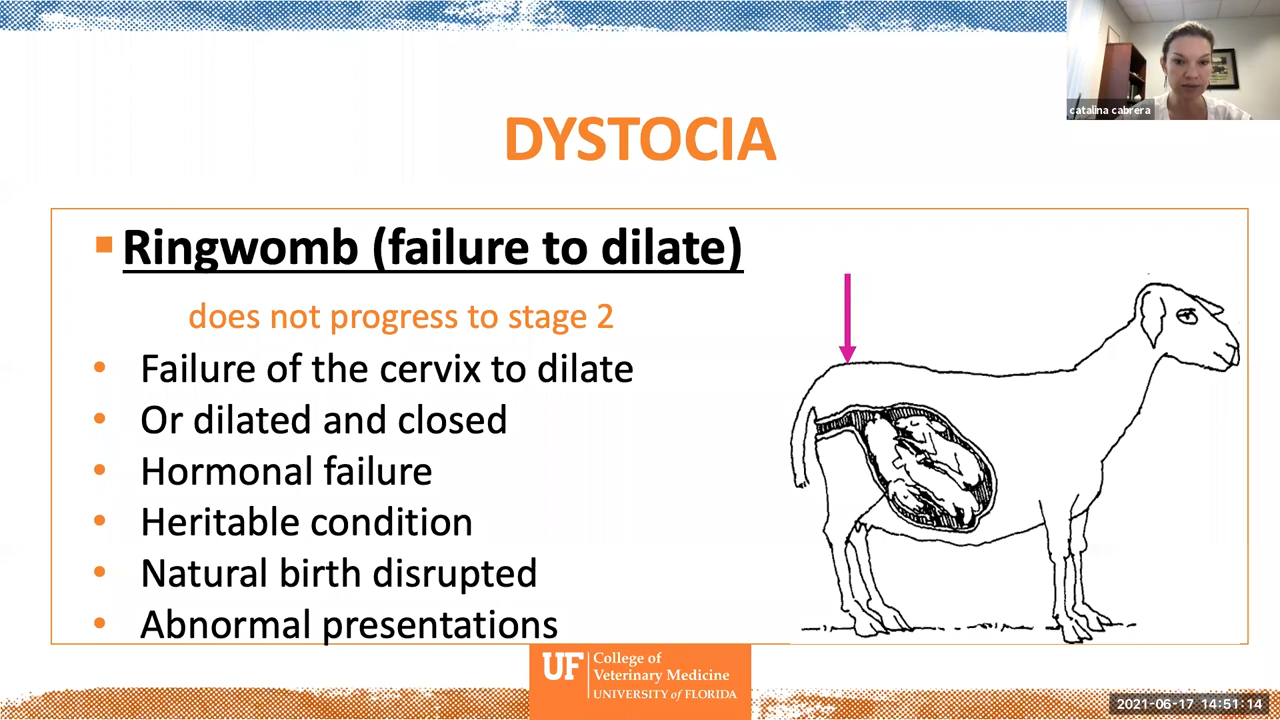 catalina cabrera
DYSTOCIA
Ringwomb (failure to dilate)
does not progress to stage 2
Failure of the cervix to dilate
Or dilated and closed
Hormonal failure
Heritable condition
Natural birth disrupted
Abnormal presentations
UF College of
Veterinary Medicine
UNIVERSITY of FLORIDA
2021-06-17 14:51:14